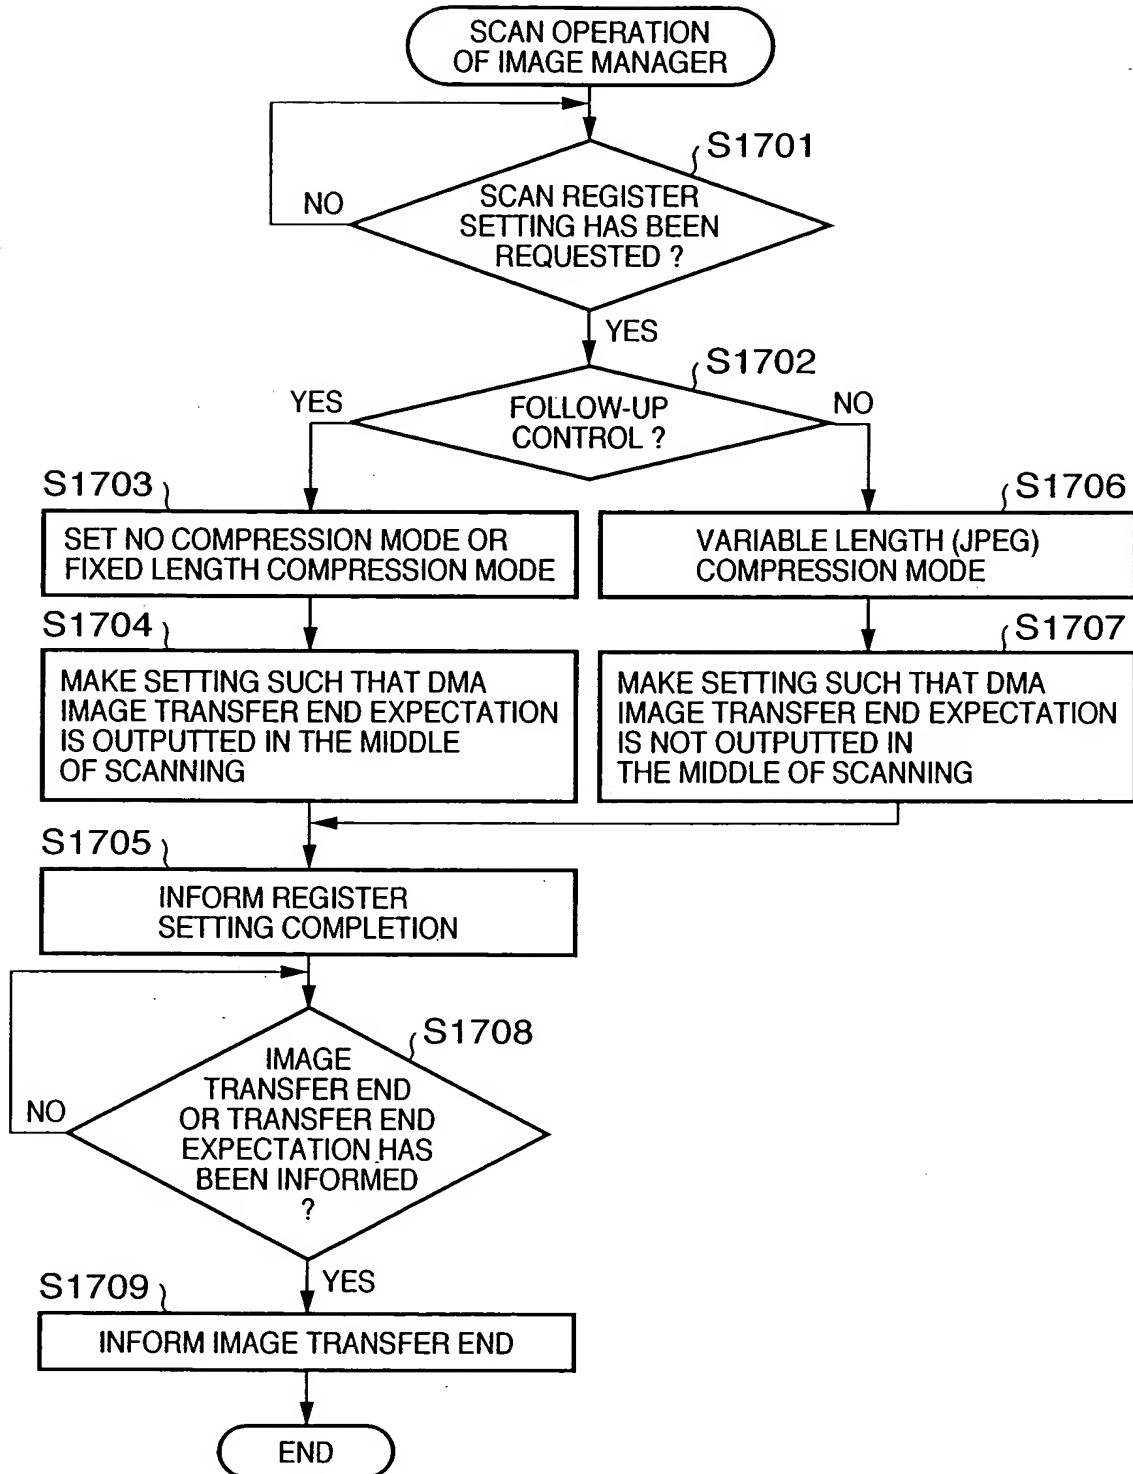 SCAN OPERATION
OF IMAGE MANAGER
S1701
SCAN REGISTER
SETTING HAS BEEN
REQUESTED ?
NO
YES
S1702
FOLLOW-UP
CONTROL ?
YES
NO
S1703
SET NO COMPRESSION MODE OR
FIXED LENGTH COMPRESSION MODE
S1706
VARIABLE LENGTH (JPEG)
COMPRESSION MODE
S1704
MAKE SETTING SUCH THAT DMA
IMAGE TRANSFER END EXPECTATION
IS OUTPUTTED IN THE MIDDLE
OF SCANNING
S1707
MAKE SETTING SUCH THAT DMA
IMAGE TRANSFER END EXPECTATION
IS NOT OUTPUTTED IN
THE MIDDLE OF SCANNING
S1705
INFORM REGISTER
SETTING COMPLETION
S1708
IMAGE
TRANSFER END
OR TRANSFER END
EXPECTATION HAS
BEEN INFORMED
?
NO
YES
S1709
INFORM IMAGE TRANSFER END
END